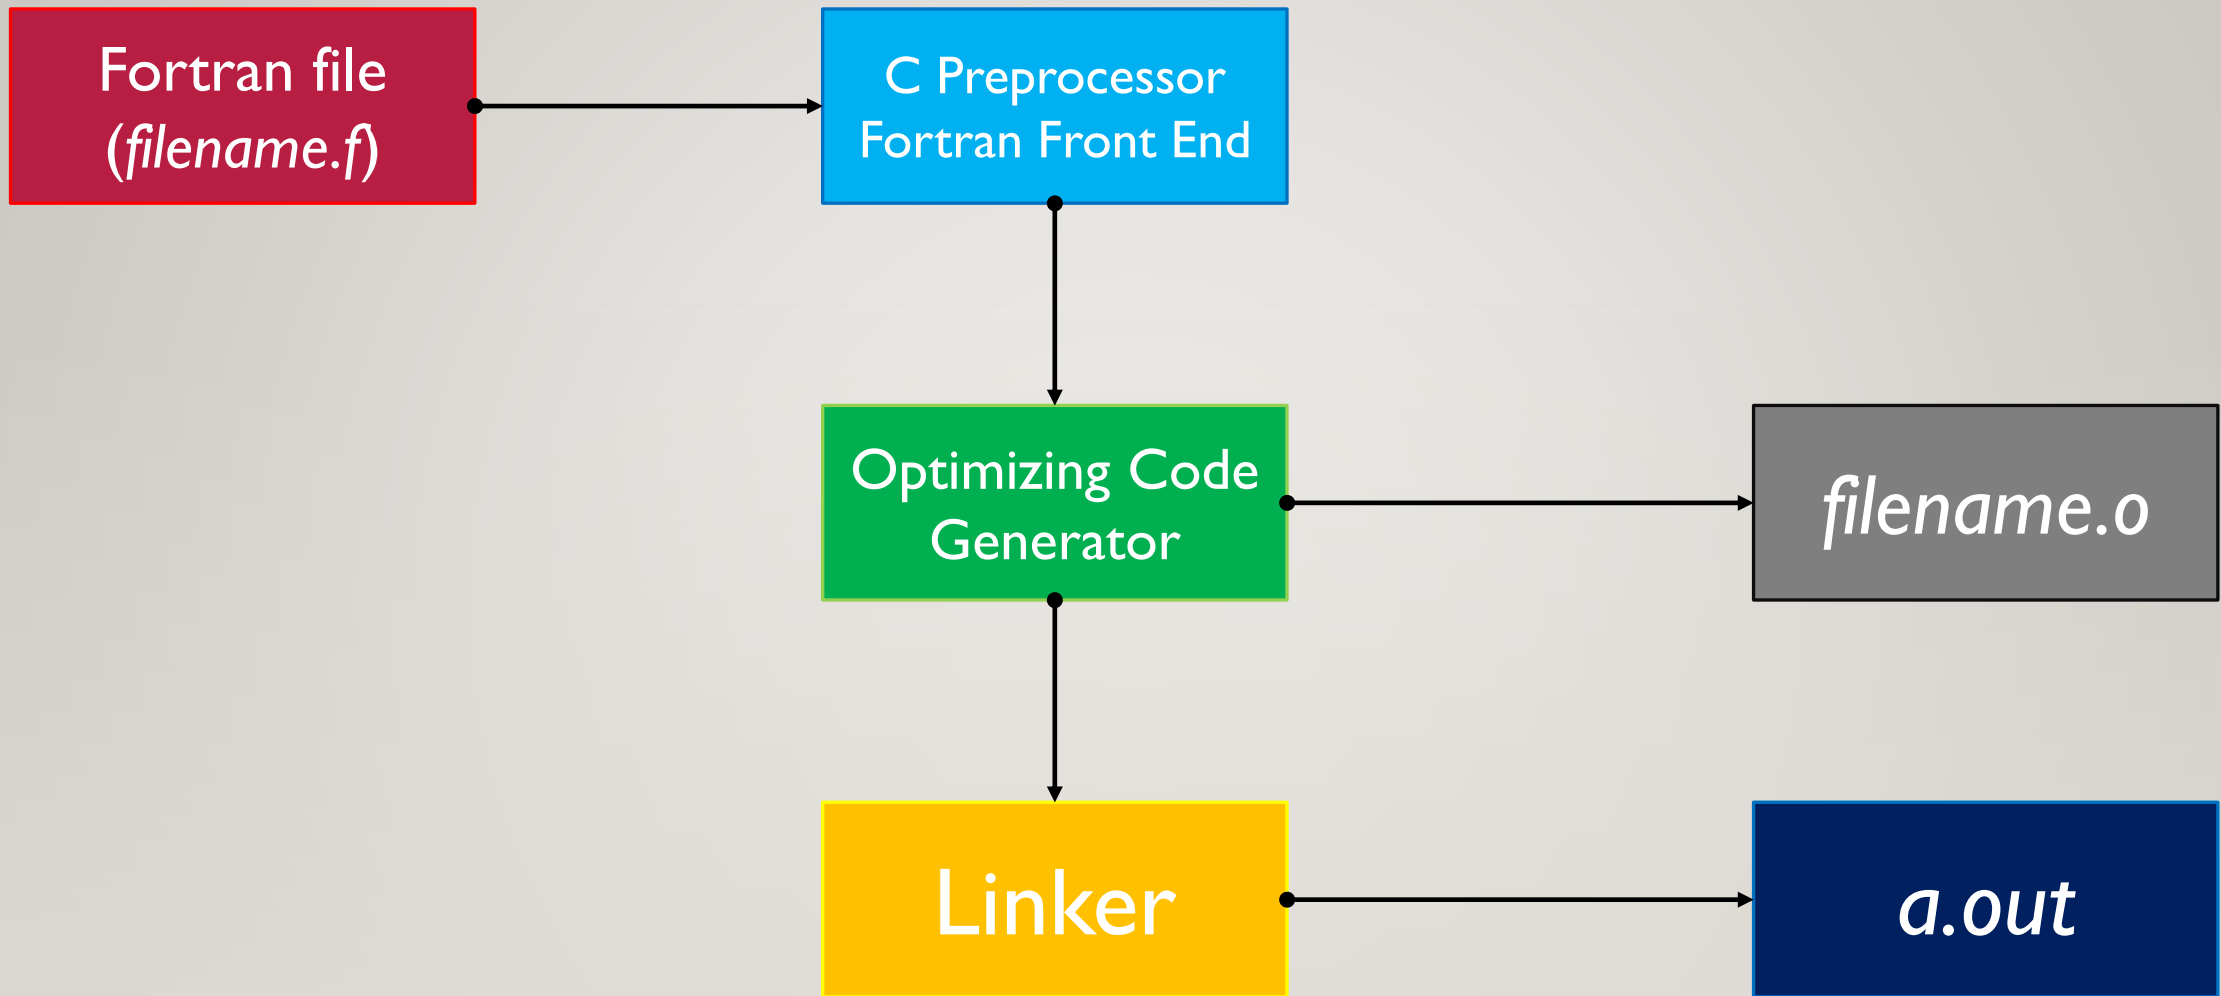 Fortran file
(filename.f)
C Preprocessor
Fortran Front End
Optimizing Code
Generator
filename.o
Linker
a.out